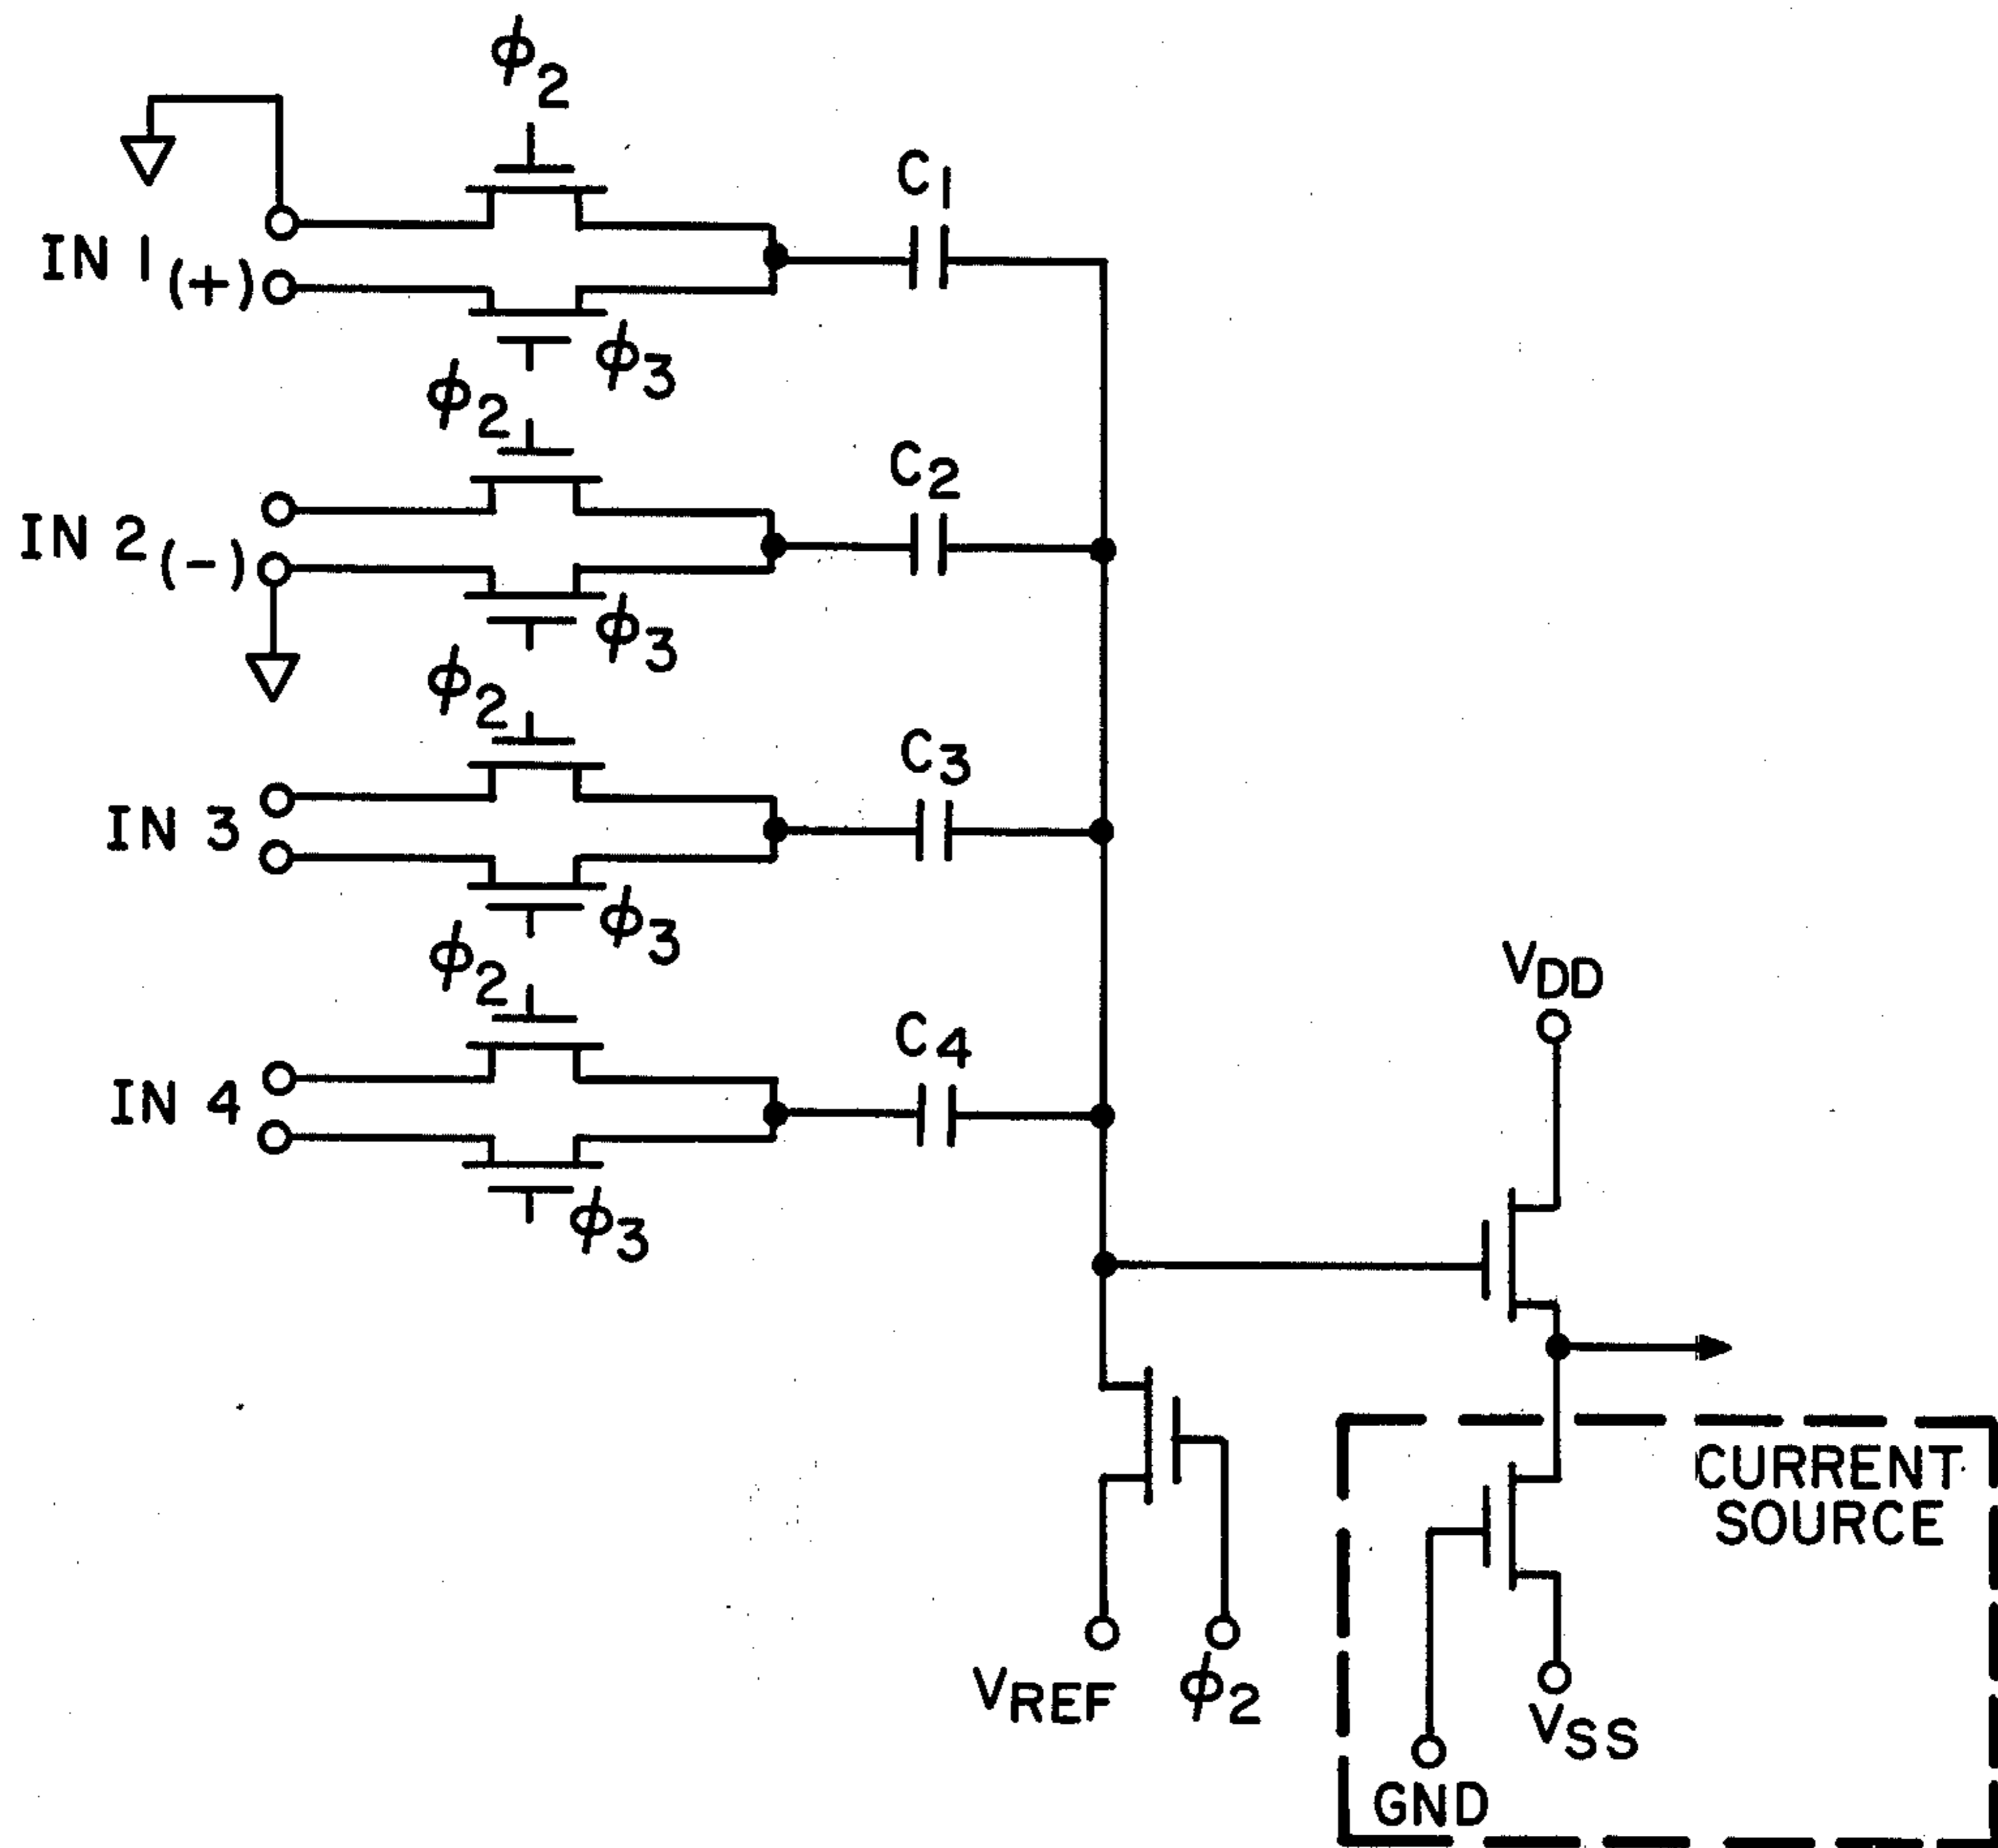 ϕ2
C1
IN 1(+)
ϕ3
ϕ2
C2
IN 2(-)
ϕ3
ϕ2
C3
IN 3
ϕ3
ϕ2
VDD
C4
IN 4
ϕ3
CURRENT
SOURCE
VREF
ϕ2
VSS
GND